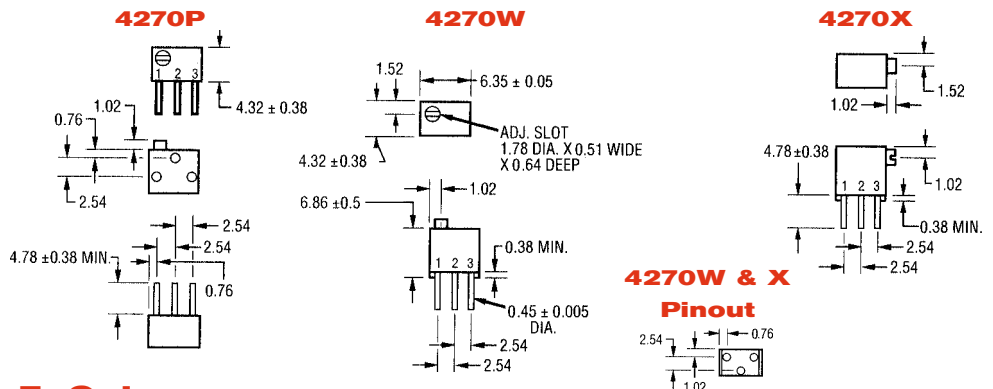 4270P
4270W
4270X
1 2 3
4.32 ± 0.38
1.02
0.76
2.54
2.54
2.54
4.78 ±0.38 MIN.
0.76
1.52
6.35 ± 0.05
ADJ. SLOT
1.78 DIA. X 0.51 WIDE
X 0.64 DEEP
4.32 ±0.38
1.02
6.86 ±0.5
1 2 3
0.38 MIN.
0.45 ± 0.005
DIA.
2.54
2.54
1.52
1.02
4.78 ±0.38
1 2 3
1.02
0.38 MIN.
2.54
2.54
4270W & X
Pinout
2.54
0.76
1.02